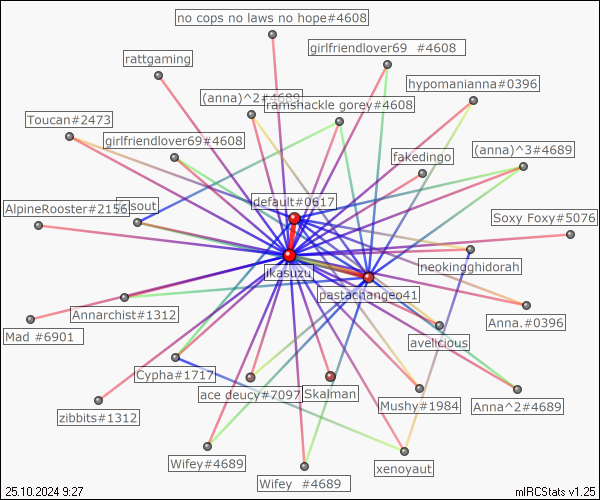 no cops no laws no hope#4608
girlfriendlover69 #4608
rattgaming
hypomanianna#0396
(anna)^2#4689
ramshackle gorey#4608
Toucan#2473
girlfriendlover69#4608
fakedingo
(anna)^3#4689
default#0617
AlpineRooster#2156
sout
Soxy Foxy#5076
ikasuzu
neokingghidorah
pastachangeo41
Annarchist#1312
Anna.#0396
Mad #6901
avelicious
Cypha#1717
ace deucy#7097
Skalman
Mushy#1984
Anna^2#4689
zibbits#1312
Wifey#4689
Wifey #4689
xenoyaut
25.10.2024 9:27
mIRCStats v1.25